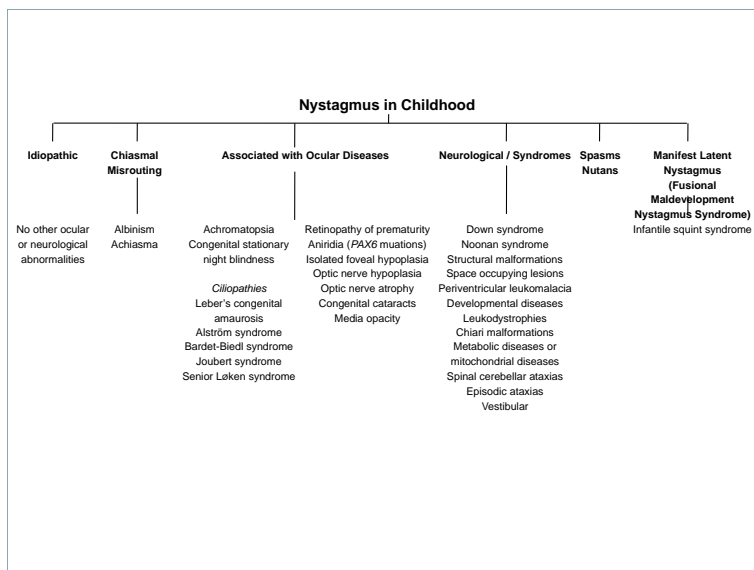 Nystagmus in Childhood
Idiopathic
No other ocular
or neurological
abnormalities
Chiasmal
Misrouting
Albinism
Achiasma
Associated with Ocular Diseases
Achromatopsia
Congenital stationary
night blindness
Ciliopathies
Leber's congenital
amaurosis
Alström syndrome
Bardet-Biedl syndrome
Joubert syndrome
Senior Løken syndrome
Retinopathy of prematurity
Aniridia (PAX6 muations)
Isolated foveal hypoplasia
Optic nerve hypoplasia
Optic nerve atrophy
Congenital cataracts
Media opacity
Neurological / Syndromes
Down syndrome
Noonan syndrome
Structural malformations
Space occupying lesions
Periventricular leukomalacia
Developmental diseases
Leukodystrophies
Chiari malformations
Metabolic diseases or
mitochondrial diseases
Spinal cerebellar ataxias
Episodic ataxias
Vestibular
Spasms
Nutans
Manifest Latent
Nystagmus
(Fusional
Maldevelopment
Nystagmus Syndrome)
Infantile squint syndrome